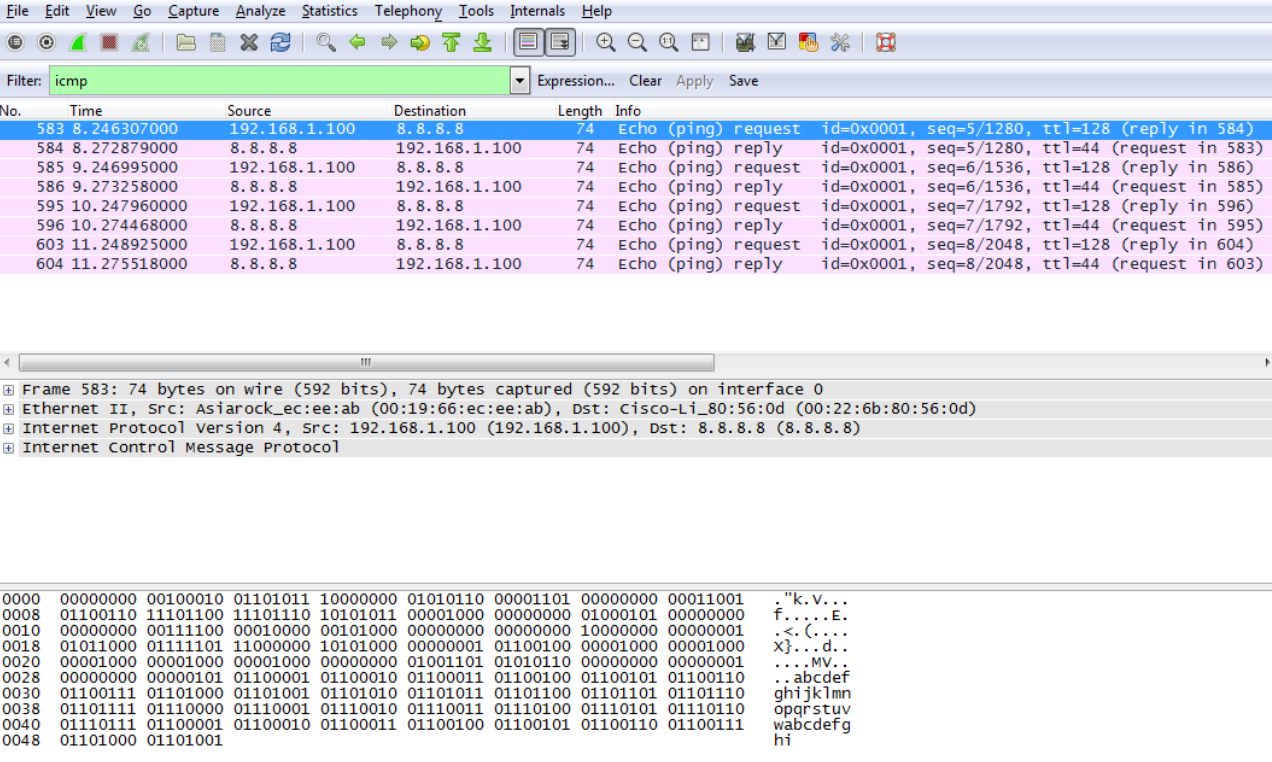 File Edit View Go Capture Analyze Statistics Telephony Tools Internals Help
Filter: icmp Expression... Clear Apply Save
No. Time Source Destination Length Info
583 8.246307000 192.168.1.100 8.8.8.8 74 Echo (ping) request id=0x0001, seq=5/1280, ttl=128 (reply in 584)
584 8.272879000 8.8.8.8 192.168.1.100 74 Echo (ping) reply id=0x0001, seq=5/1280, ttl=44 (request in 583)
585 9.246995000 192.168.1.100 8.8.8.8 74 Echo (ping) request id=0x0001, seq=6/1536, ttl=128 (reply in 586)
586 9.273258000 8.8.8.8 192.168.1.100 74 Echo (ping) reply id=0x0001, seq=6/1536, ttl=44 (request in 585)
595 10.247960000 192.168.1.100 8.8.8.8 74 Echo (ping) request id=0x0001, seq=7/1792, ttl=128 (reply in 596)
596 10.274468000 8.8.8.8 192.168.1.100 74 Echo (ping) reply id=0x0001, seq=7/1792, ttl=44 (request in 595)
603 11.248925000 192.168.1.100 8.8.8.8 74 Echo (ping) request id=0x0001, seq=8/2048, ttl=128 (reply in 604)
604 11.275518000 8.8.8.8 192.168.1.100 74 Echo (ping) reply id=0x0001, seq=8/2048, ttl=44 (request in 603)
Frame 583: 74 bytes on wire (592 bits), 74 bytes captured (592 bits) on interface 0
Ethernet II, Src: Asiarock_ec:ee:ab (00:19:66:ec:ee:ab), Dst: Cisco-Li_80:56:0d (00:22:6b:80:56:0d)
Internet Protocol Version 4, Src: 192.168.1.100 (192.168.1.100), Dst: 8.8.8.8 (8.8.8.8)
Internet Control Message Protocol
0000 00000000 00100010 01101011 10000000 01010110 00001101 00000000 00011001 ."k.V...
0008 01100110 11101100 11101110 10101011 00001000 00000000 01000101 00000000 f.....E.
0010 00000000 00111100 00010000 00101000 00000000 00000000 10000000 00000001 .<.(....
0018 01011000 01111101 11000000 10101000 00000001 01100100 00001000 00001000 X}...d..
0020 00001000 00001000 00001000 00000000 01001101 01010110 00000000 00000001 ....MV..
0028 00000000 00000101 01100001 01100010 01100011 01100100 01100101 01100110 ..abcdef
0030 01100111 01101000 01101001 01101010 01101011 01101100 01101101 01101110 ghijklmn
0038 01101111 01110000 01110001 01110010 01110011 01110100 01110101 01110110 opqrstuv
0040 01110111 01100001 01100010 01100011 01100100 01100101 01100110 01100111 wabcdefg
0048 01101000 01101001 hi